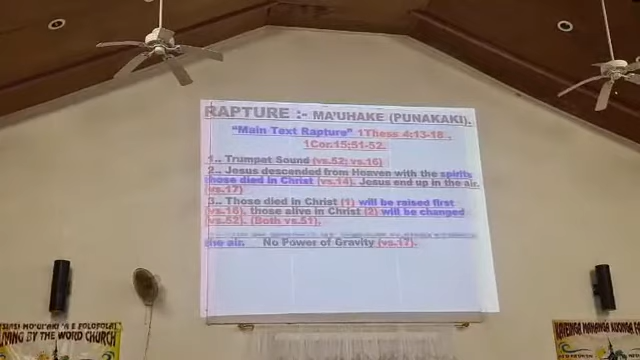 RAPTURE :- MA'UHAKE (PUNAKAKI).
"Main Text Rapture" 1Thess 4:13-18 ,
1Cor.15;51-52.
1.. Trumpet Sound (vs.52; vs.16)
2.. Jesus descended from Heaven with the spirits
those died in Christ (vs.14). Jesus end up in the air.
(vs.17)
3.. Those died in Christ (1) will be raised first
(vs.16), those alive in Christ (2) will be changed
(vs.52). (Both vs.51).
the air. No Power of Gravity (vs.17).
LIVING BY THE WORD CHURCH